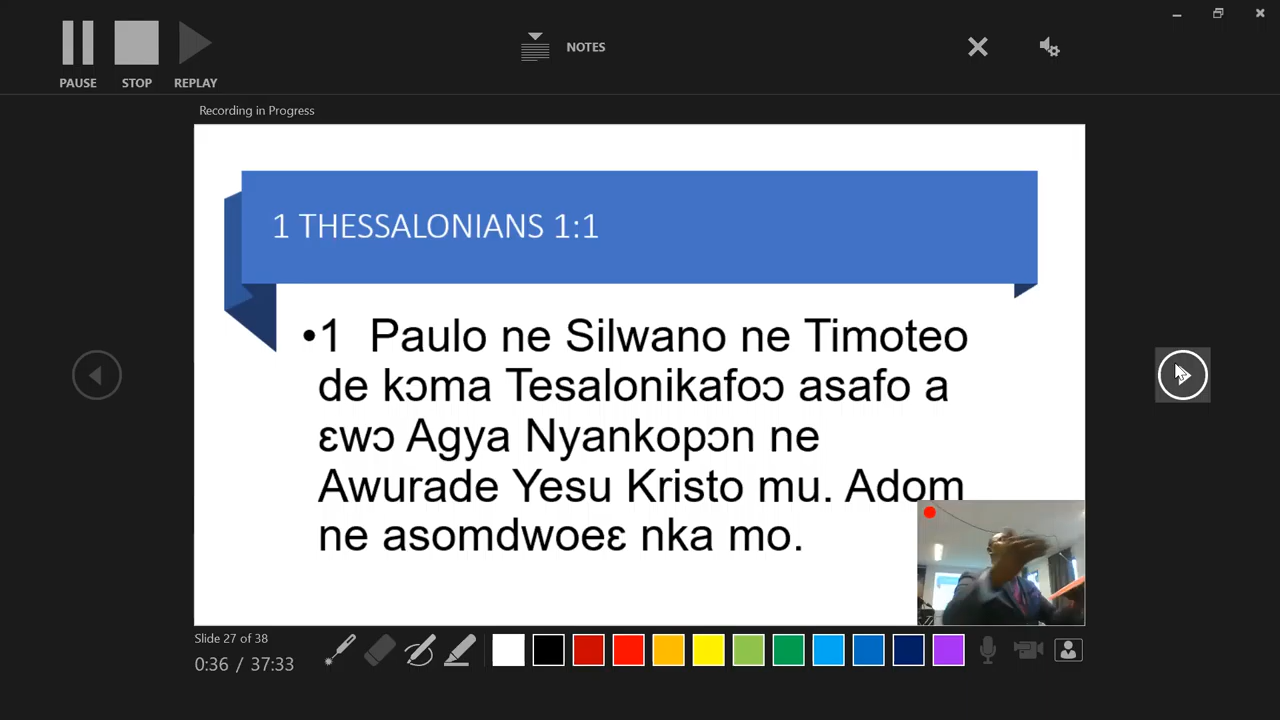 PAUSE
STOP
REPLAY
NOTES
Recording in Progress
1 THESSALONIANS 1:1
•1 Paulo ne Silwano ne Timoteo
de kɔma Tesalonikafoɔ asafo a
ɛwɔ Agya Nyankopɔn ne
Awurade Yesu Kristo mu. Adom
ne asomdwoeɛ nka mo.
Slide 27 of 38
0:36 / 37:33